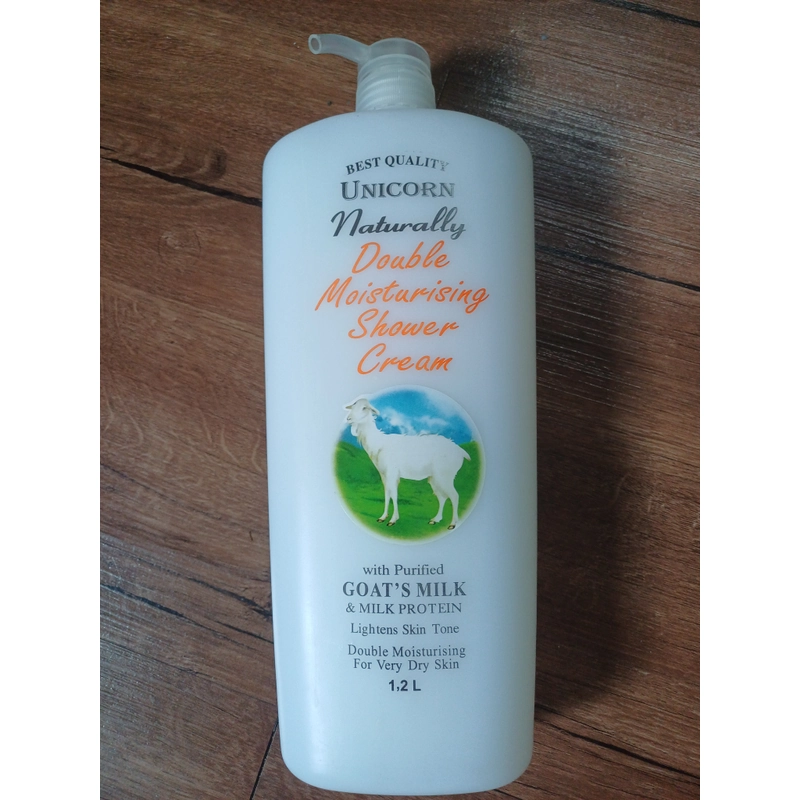 BEST QUALITY
UNICORN
Naturally
Double
Moisturising
Shower
Cream
with Purified
GOAT'S MILK
& MILK PROTEIN
Lightens Skin Tone
Double Moisturising
For Very Dry Skin
1,2 L